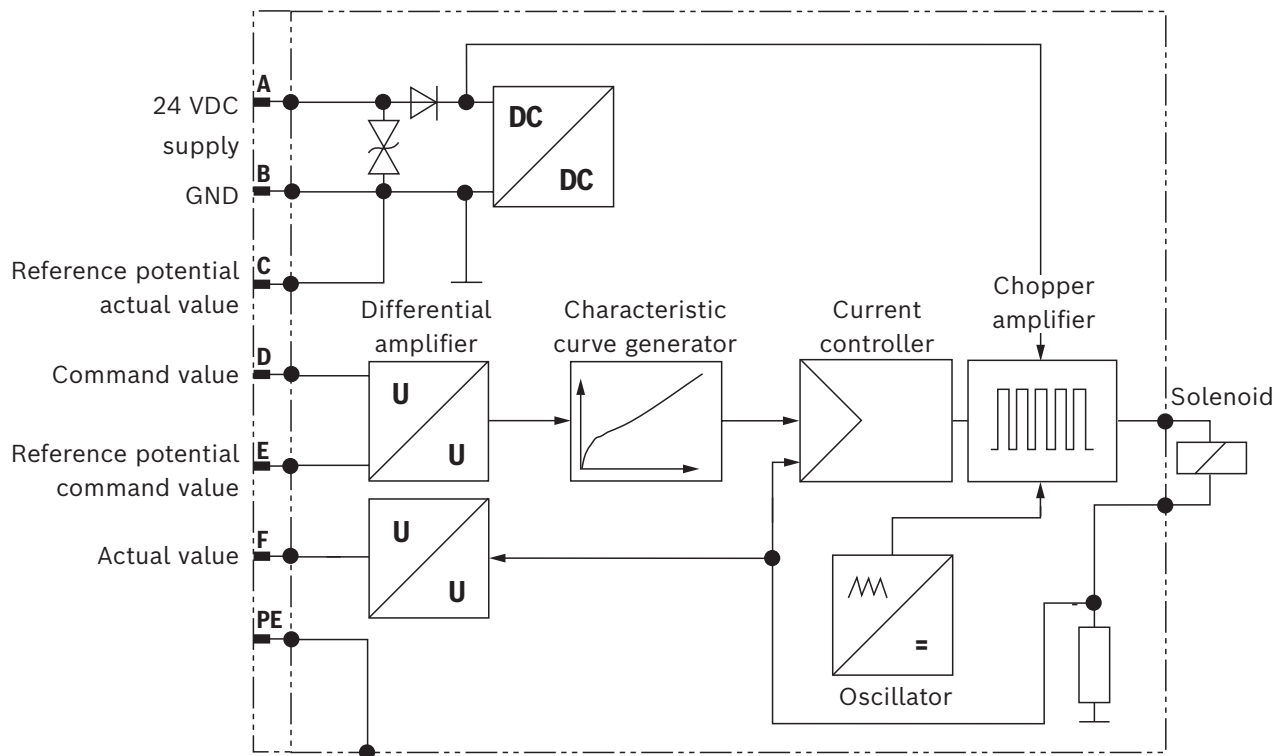 A
24 VDC
supply
DC
DC
B
GND
C
Reference potential
actual value
Differential
amplifier
Characteristic
curve generator
Current
controller
Chopper
amplifier
D
Command value
U
U
Solenoid
E
Reference potential
command value
F
Actual value
U
U
=
PE
Oscillator